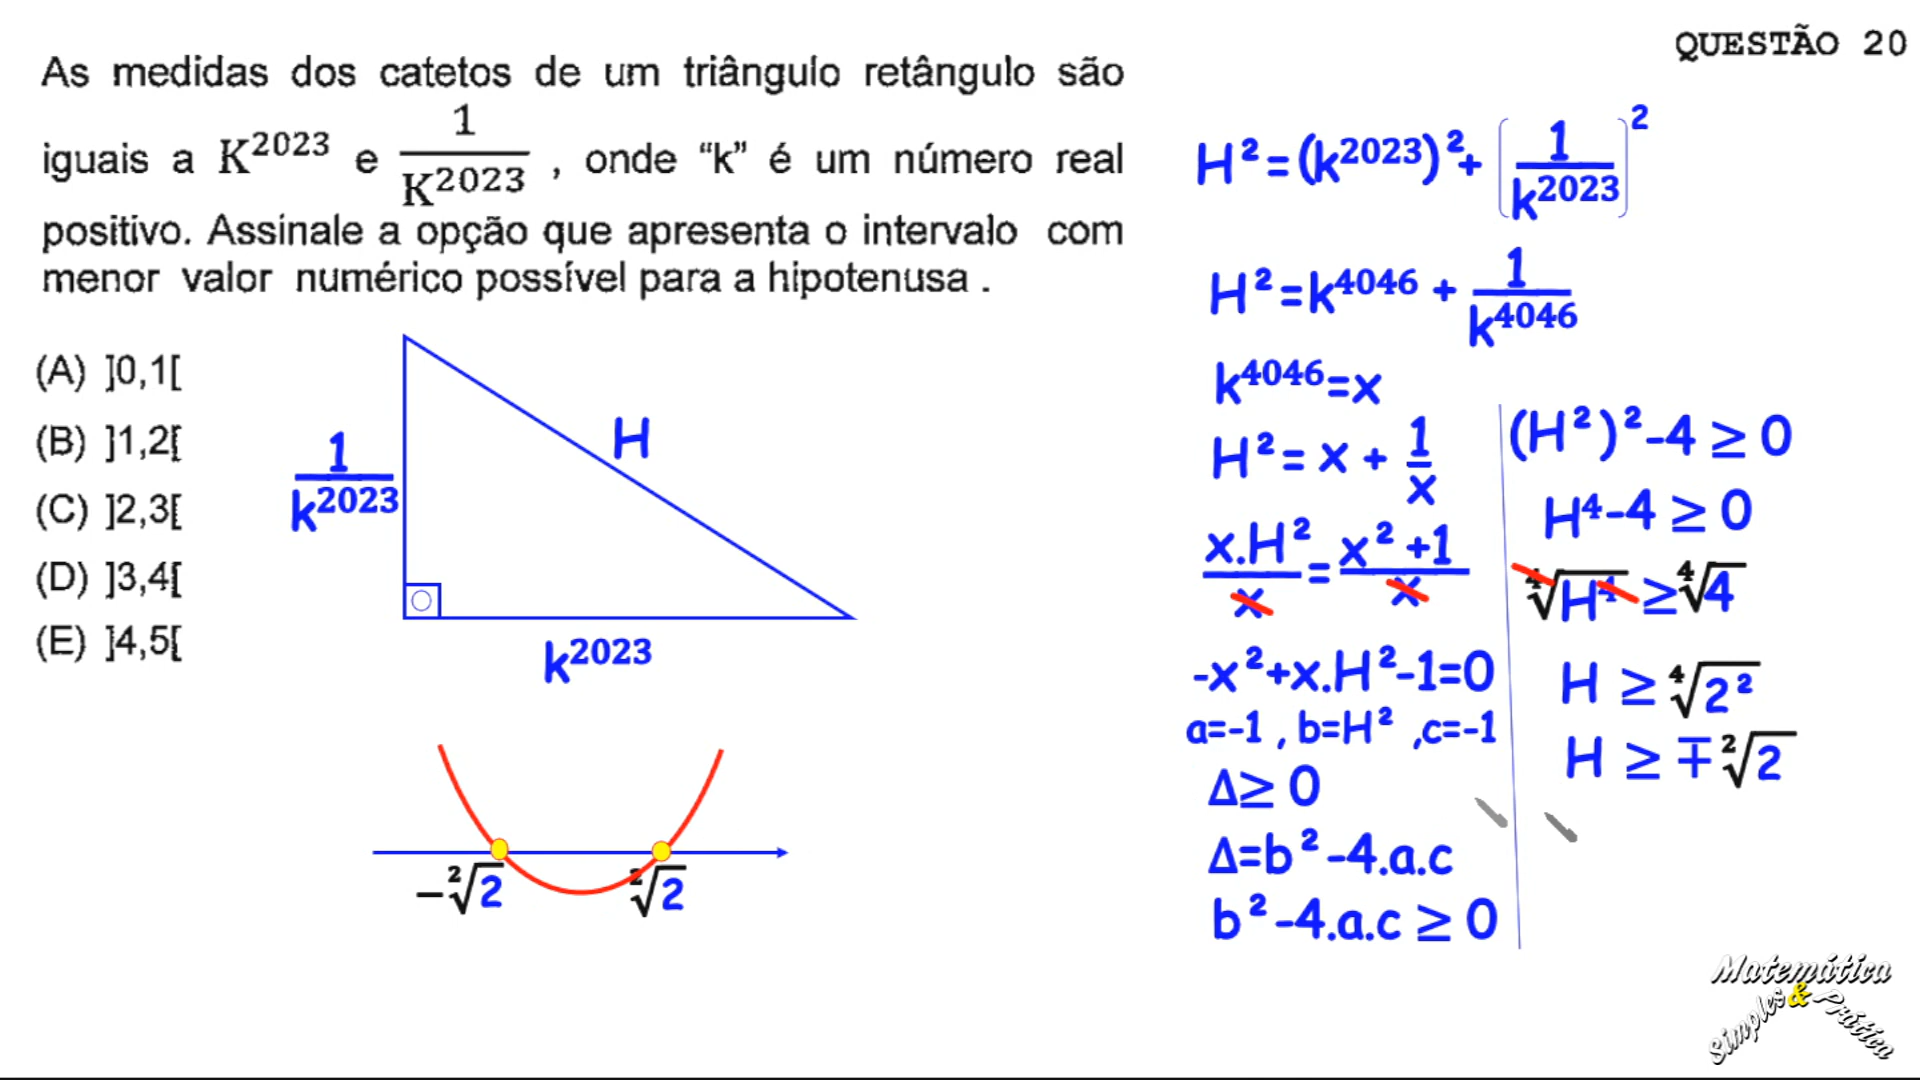 QUESTÃO 20
As medidas dos catetos de um triângulo retângulo são
iguais a K^2023 e 1/K^2023 , onde “k” é um número real
positivo. Assinale a opção que apresenta o intervalo com
menor valor numérico possível para a hipotenusa .
(A) ]0,1[
(B) ]1,2[
(C) ]2,3[
(D) ]3,4[
(E) ]4,5[
H
1/k^2023
k^2023
-²√2
²√2
H²=(k^2023)²+(1/k^2023)²
H²=k^4046 + 1/k^4046
k^4046=x
H²= x + 1/x
x.H²/x = x²+1/x
-x²+x.H²-1=0
a=-1 , b=H² ,c=-1
Δ≥ 0
Δ=b²-4.a.c
b²-4.a.c ≥ 0
(H²)²-4 ≥ 0
H⁴-4 ≥ 0
⁴√H⁴ ≥ ⁴√4
H ≥ ⁴√2²
H ≥ ∓²√2
Matemática
Simples & Prática